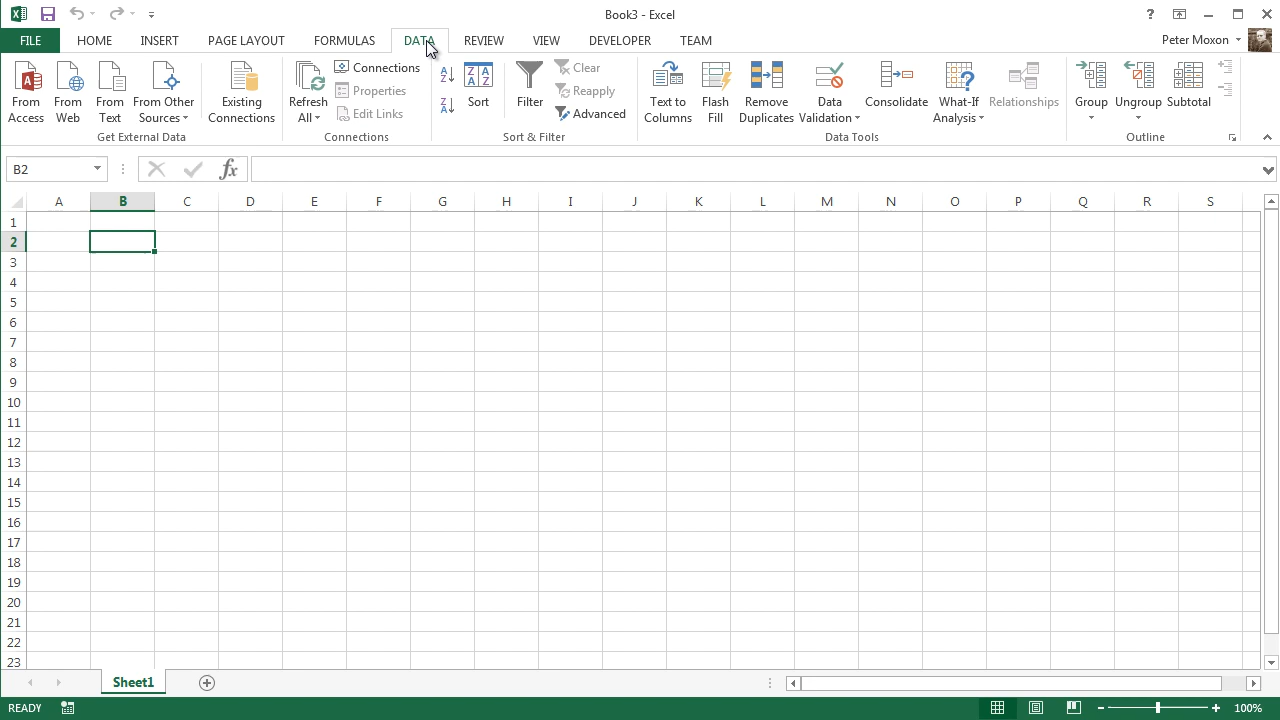 Book3 - Excel
FILE HOME INSERT PAGE LAYOUT FORMULAS DATA REVIEW VIEW DEVELOPER TEAM Peter Moxon
From Access
From Web
From Text
From Other Sources
Get External Data
Existing Connections
Refresh All
Connections
Properties
Edit Links
Connections
Sort
Filter
Clear
Reapply
Advanced
Sort & Filter
Text to Columns
Flash Fill
Remove Duplicates
Data Validation
Consolidate
What-If Analysis
Relationships
Data Tools
Group
Ungroup
Subtotal
Outline
B2
fx
A B C D E F G H I J K L M N O P Q R S
1
2
3
4
5
6
7
8
9
10
11
12
13
14
15
16
17
18
19
20
21
22
23
Sheet1
READY 100%